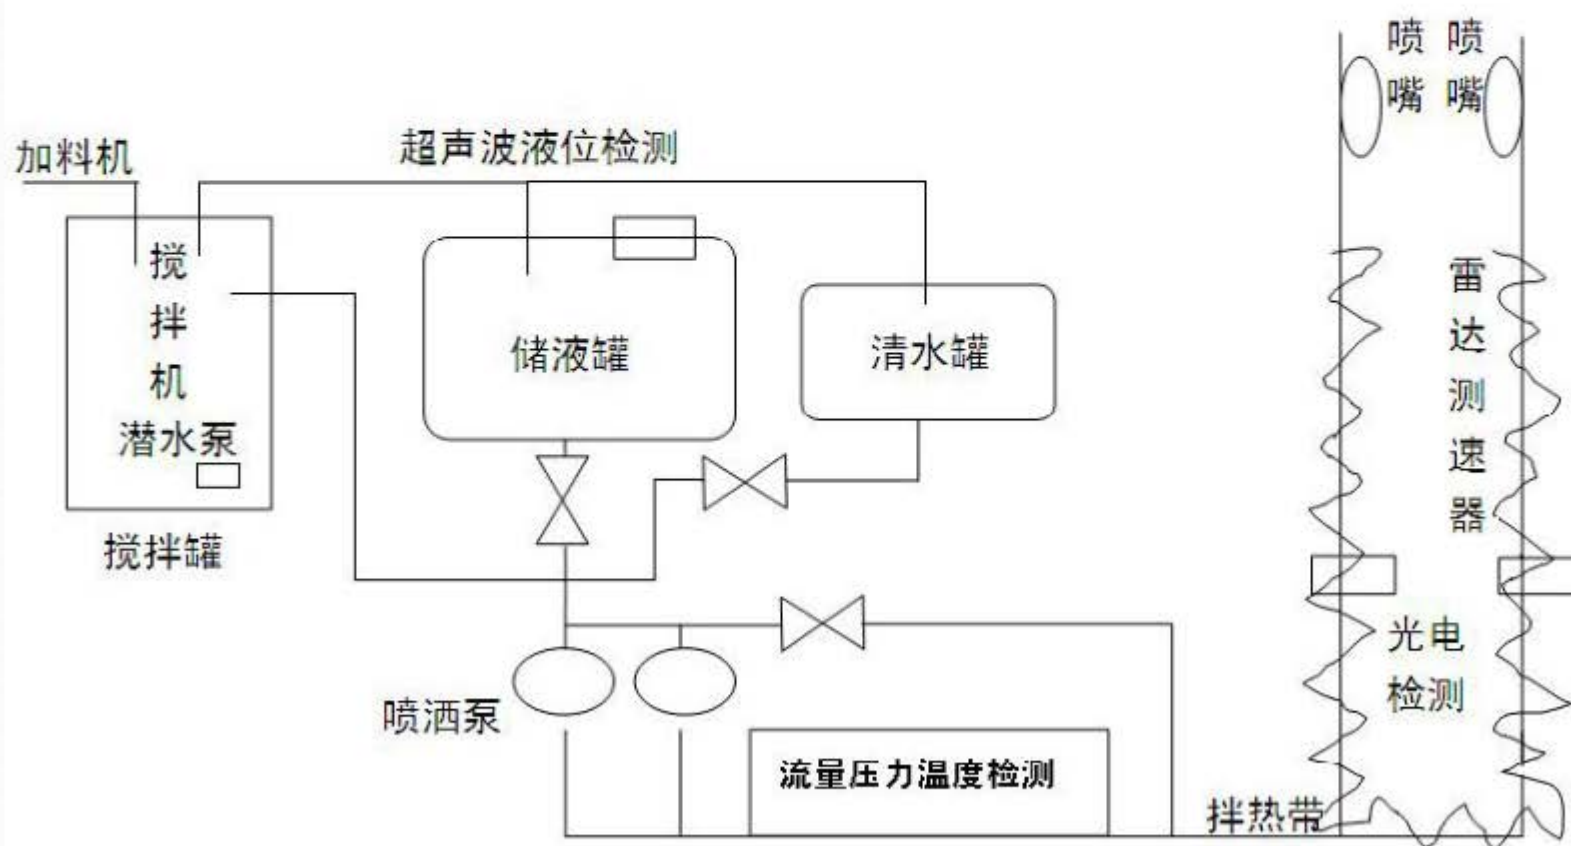 喷嘴
喷嘴
加料机
超声波液位检测
搅拌机
潜水泵
储液罐
清水罐
搅拌罐
雷达测速器
光电
检测
喷洒泵
流量压力温度检测
拌热带